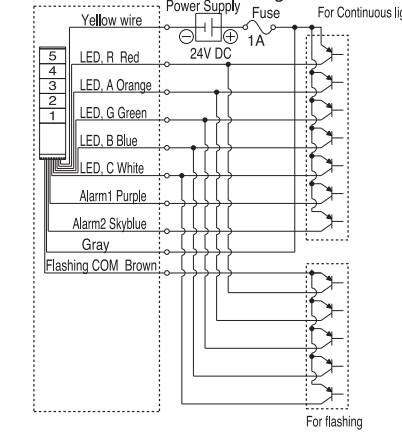 Power Supply
Fuse
For Continuous
Yellow wire
24V DC
1A
5
4
3
2
1
LED, R Red
LED, A Orange
LED, G Green
LED, B Blue
LED, C White
Alarm1 Purple
Alarm2 Skyblue
Gray
Flashing COM Brown
For flashing